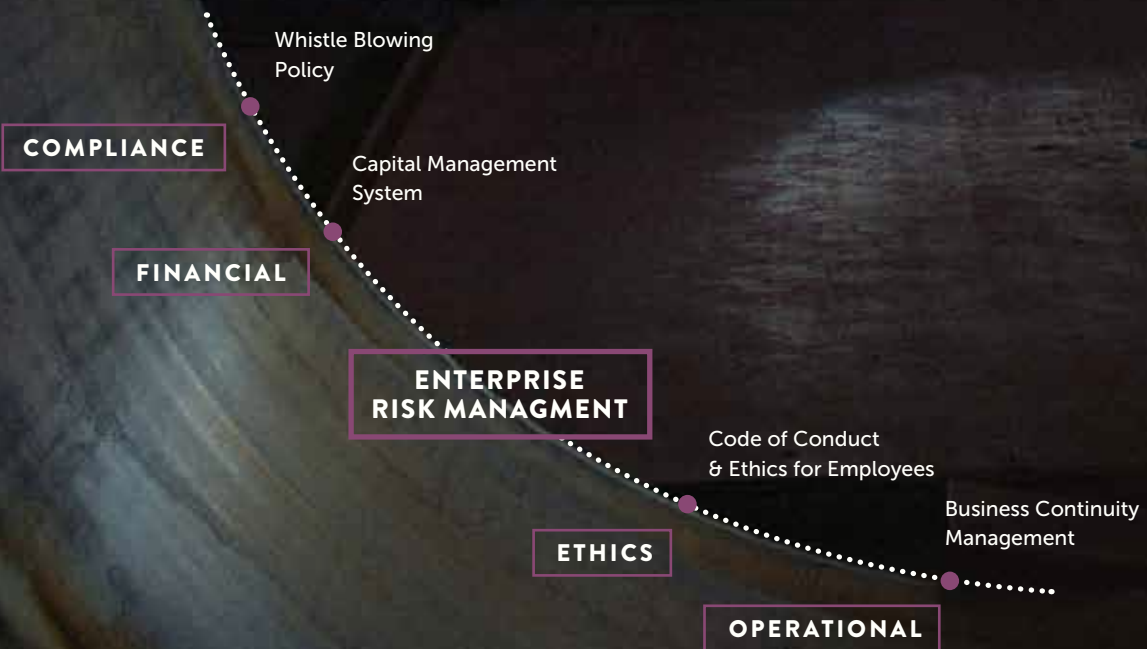 Whistle Blowing
Policy
COMPLIANCE
Capital Management
System
FINANCIAL
ENTERPRISE
RISK MANAGMENT
Code of Conduct
& Ethics for Employees
ETHICS
Business Continuity
Management
OPERATIONAL